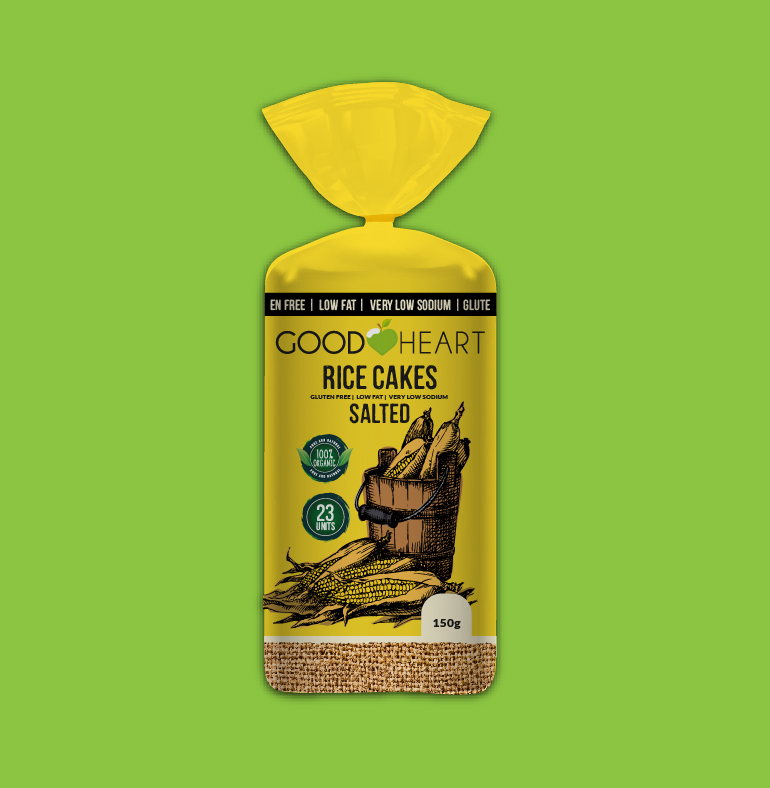 EN FREE | LOW FAT | VERY LOW SODIUM | GLUTE
GOOD HEART
RICE CAKES
GLUTEN FREE | LOW FAT | VERY LOW SODIUM
SALTED
100%
ORGANIC
23
UNITS
150g